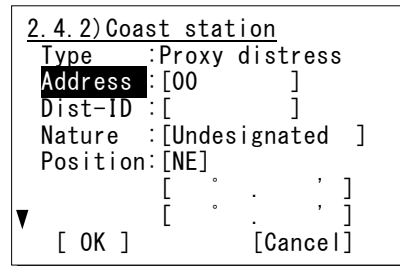 2.4.2)Coast station
Type :Proxy distress
Address :[00 ]
Dist-ID :[ ]
Nature :[Undesignated ]
Position:[NE]
[ ° . ' ]
[ ° . ' ]
▼
[ OK ] [Cancel]